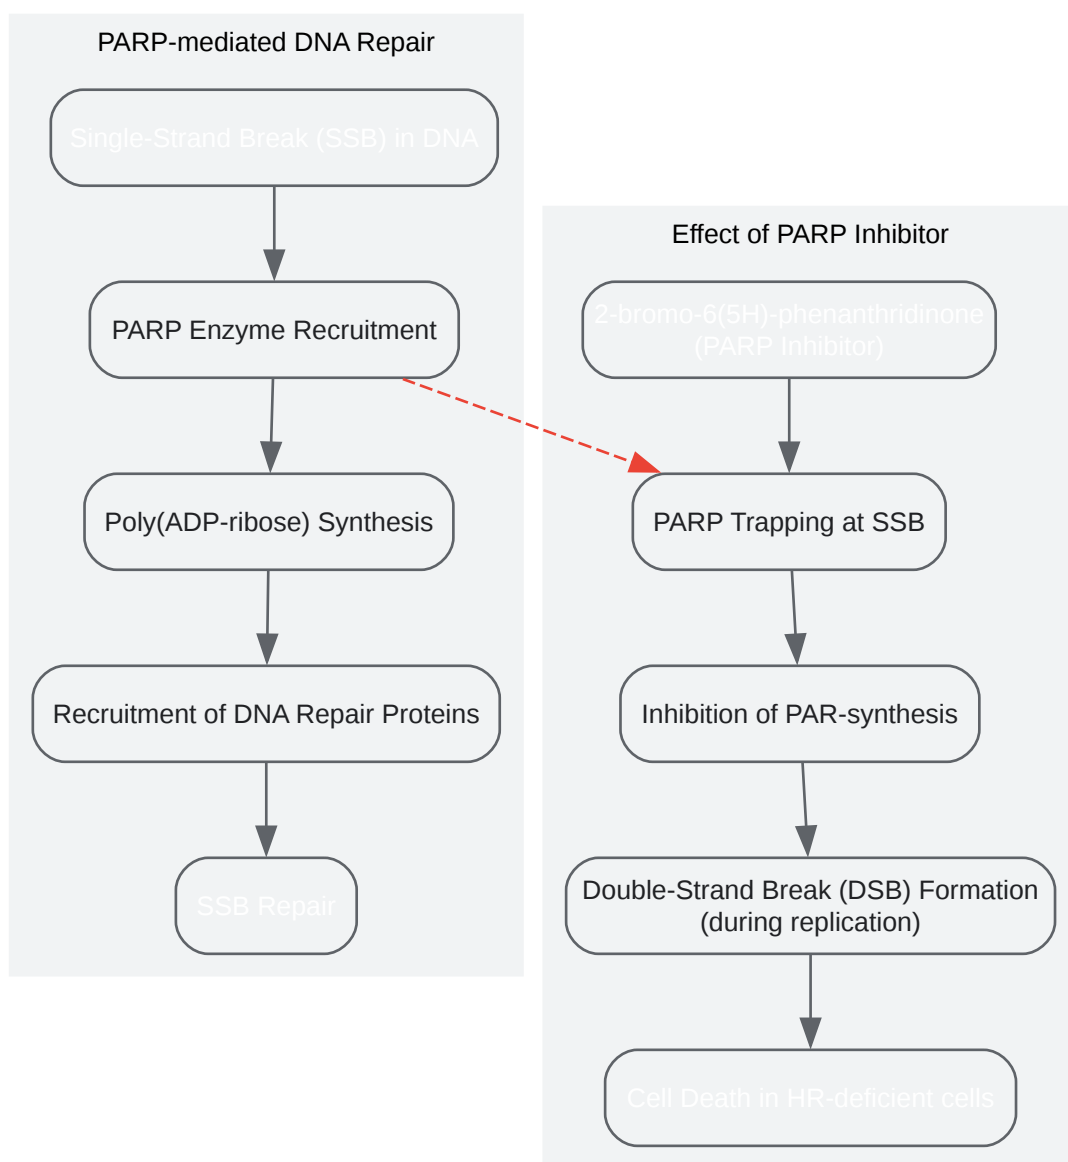 PARP-mediated DNA Repair
Single-Strand Break (SSB) in DNA
PARP Enzyme Recruitment
Poly(ADP-ribose) Synthesis
Recruitment of DNA Repair Proteins
SSB Repair
Effect of PARP Inhibitor
2-bromo-6(5H)-phenanthridinone
(PARP Inhibitor)
PARP Trapping at SSB
Inhibition of PAR-synthesis
Double-Strand Break (DSB) Formation
(during replication)
Cell Death in HR-deficient cells